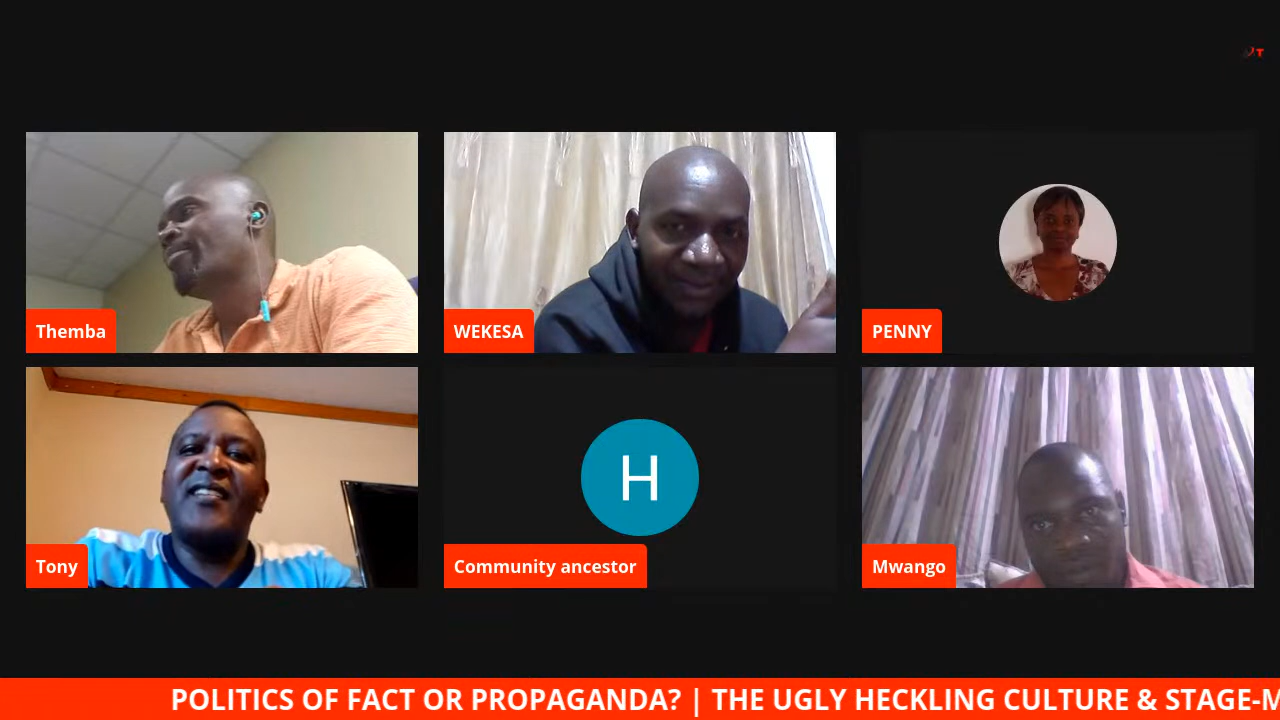 Themba
WEKESA
PENNY
Tony
H
Community ancestor
Mwango
POLITICS OF FACT OR PROPAGANDA? | THE UGLY HECKLING CULTURE & STAGE-M